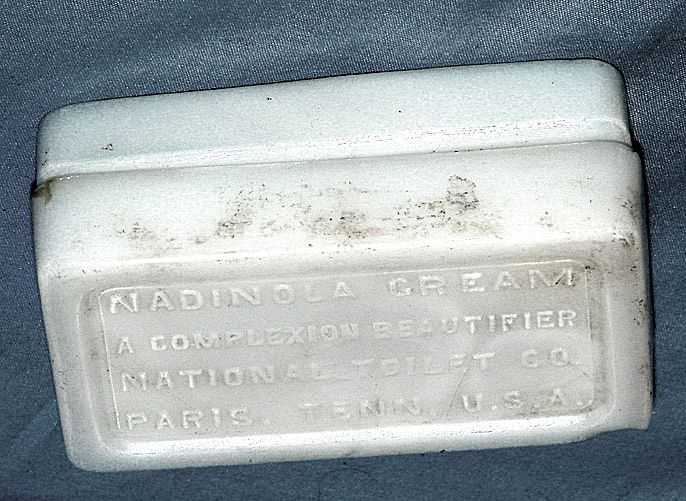 NADINOLA CREAM
A COMPLEXION BEAUTIFIER
NATIONAL TOILET CO.
PARIS. TENN. U.S.A.